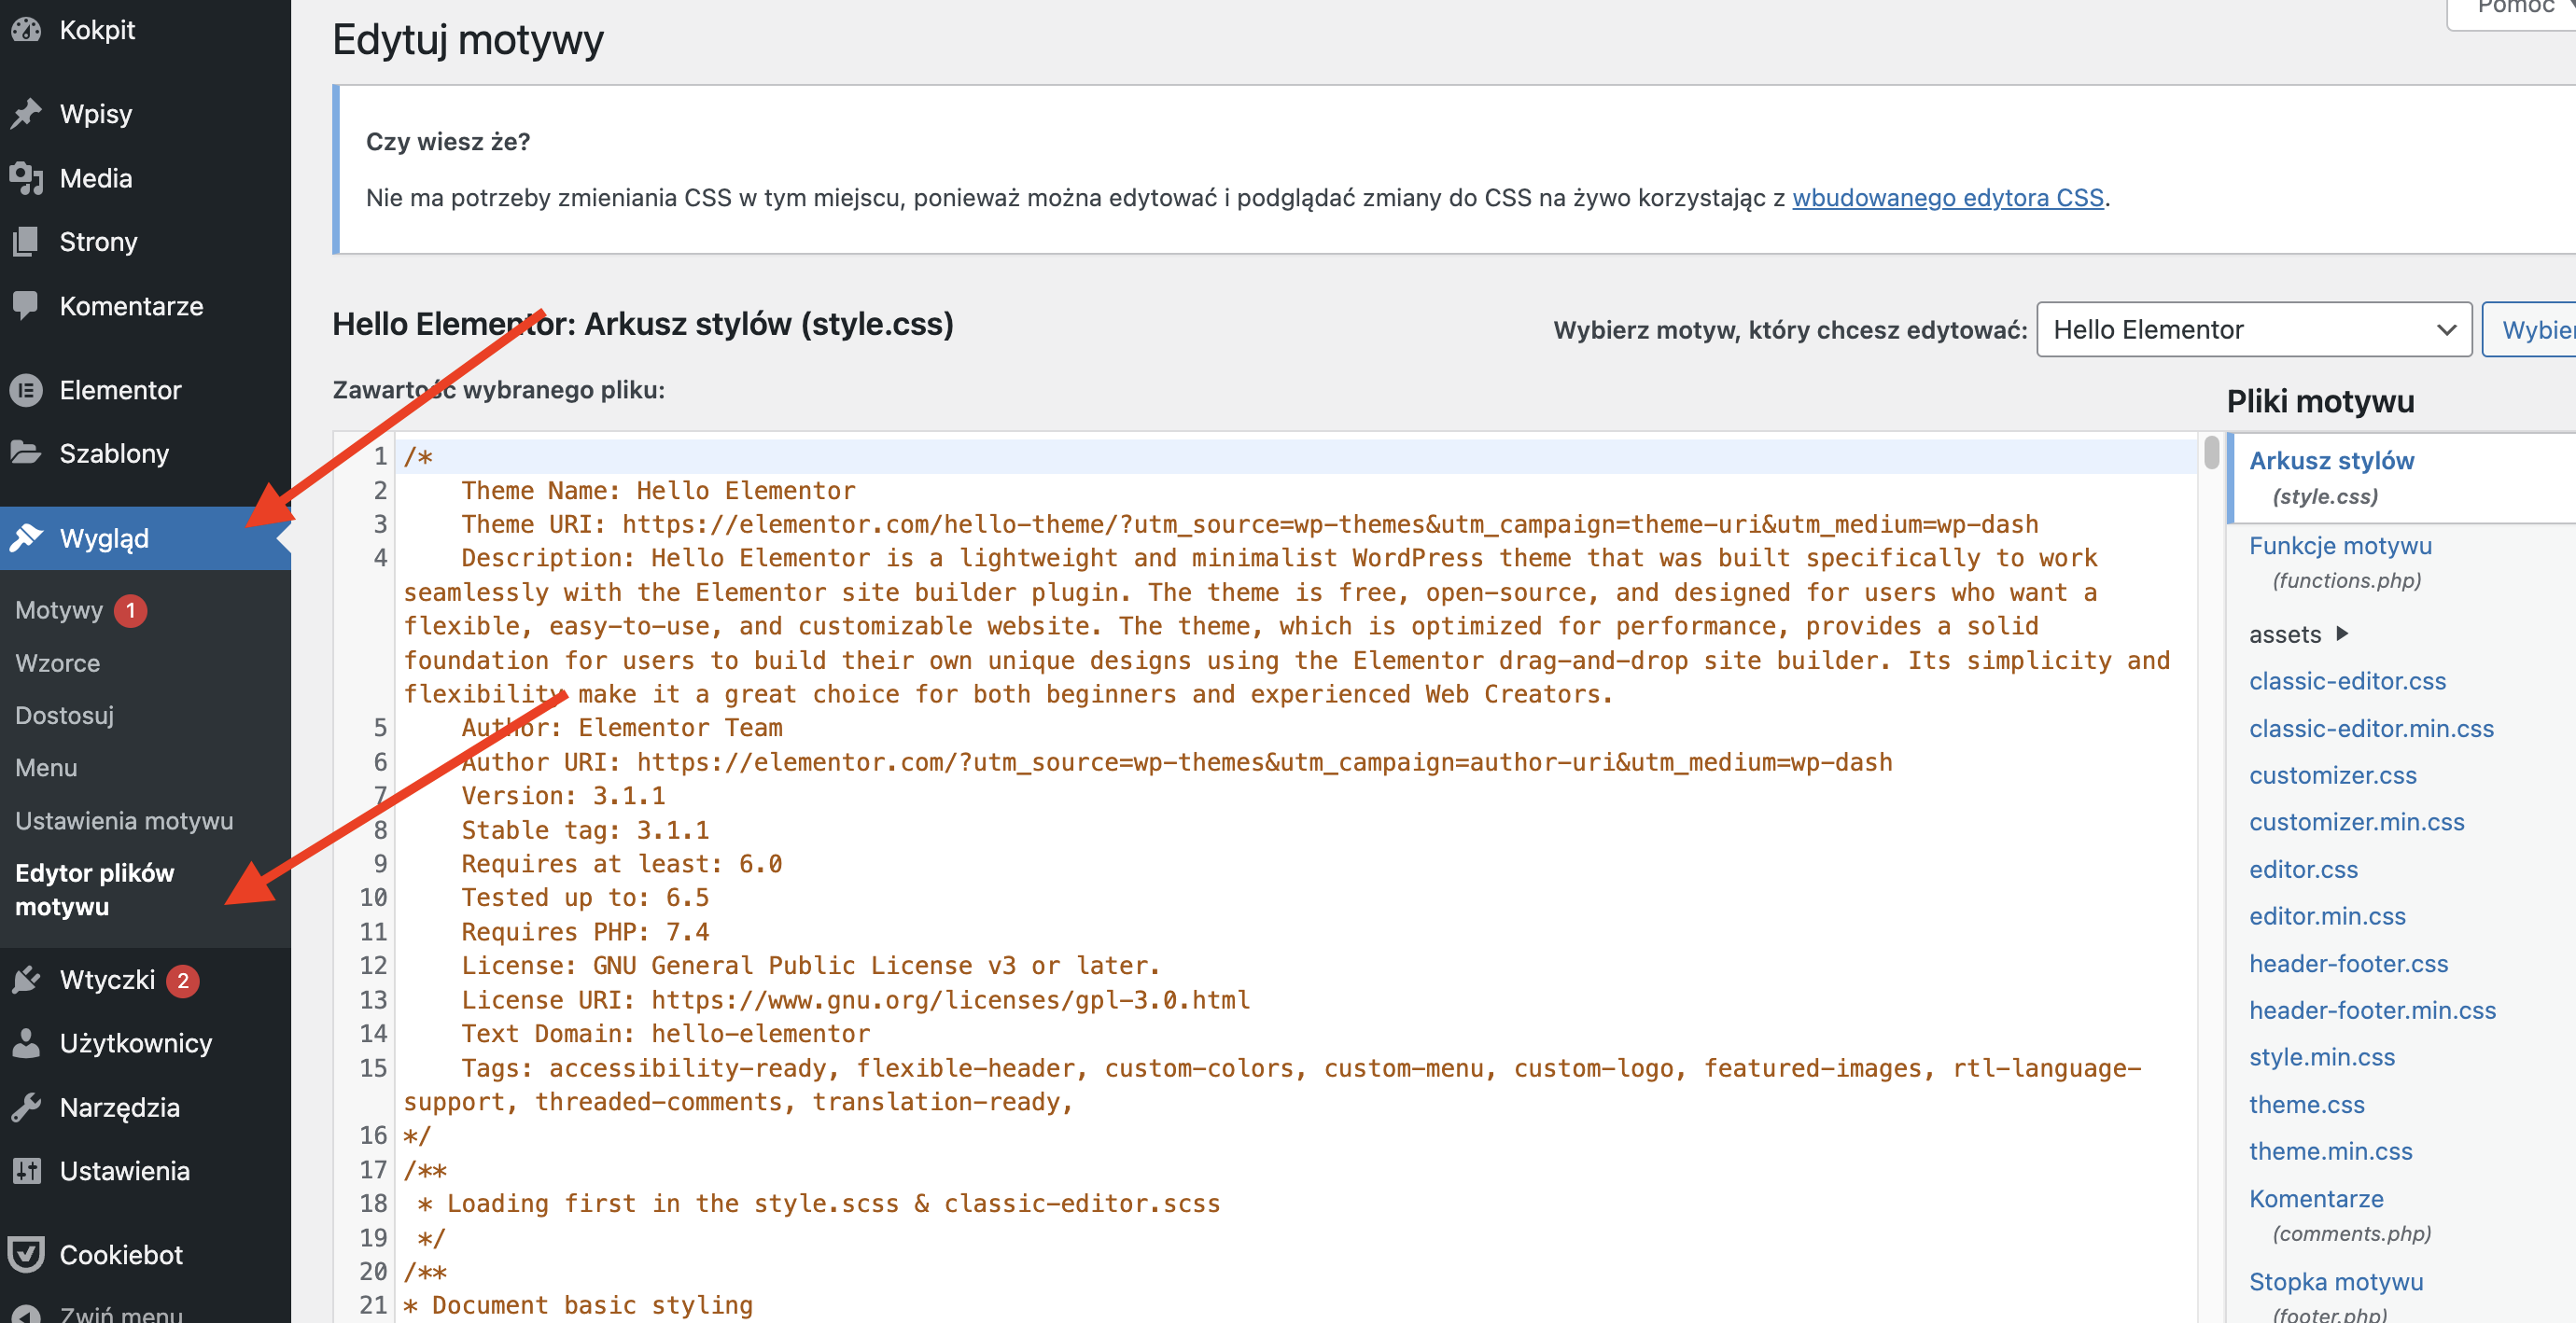 Kokpit
Wpisy
Media
Strony
Komentarze
Elementor
Szablony
Wygląd
Motywy 1
Wzorce
Dostosuj
Menu
Ustawienia motywu
Edytor plików
motywu
Wtyczki 2
Użytkownicy
Narzędzia
Ustawienia
Cookiebot
Zwiń menu
Pomoc
Edytuj motywy
Czy wiesz że?
Nie ma potrzeby zmieniania CSS w tym miejscu, ponieważ można edytować i podglądać zmiany do CSS na żywo korzystając z wbudowanego edytora CSS.
Hello Elementor: Arkusz stylów (style.css)
Wybierz motyw, który chcesz edytować: Hello Elementor Wybier
Zawartość wybranego pliku:
1 /*
2 Theme Name: Hello Elementor
3 Theme URI: https://elementor.com/hello-theme/?utm_source=wp-themes&utm_campaign=theme-uri&utm_medium=wp-dash
4 Description: Hello Elementor is a lightweight and minimalist WordPress theme that was built specifically to work
seamlessly with the Elementor site builder plugin. The theme is free, open-source, and designed for users who want a
flexible, easy-to-use, and customizable website. The theme, which is optimized for performance, provides a solid
foundation for users to build their own unique designs using the Elementor drag-and-drop site builder. Its simplicity and
flexibility make it a great choice for both beginners and experienced Web Creators.
5 Author: Elementor Team
6 Author URI: https://elementor.com/?utm_source=wp-themes&utm_campaign=author-uri&utm_medium=wp-dash
7 Version: 3.1.1
8 Stable tag: 3.1.1
9 Requires at least: 6.0
10 Tested up to: 6.5
11 Requires PHP: 7.4
12 License: GNU General Public License v3 or later.
13 License URI: https://www.gnu.org/licenses/gpl-3.0.html
14 Text Domain: hello-elementor
15 Tags: accessibility-ready, flexible-header, custom-colors, custom-menu, custom-logo, featured-images, rtl-language-
support, threaded-comments, translation-ready,
16 */
17 /**
18 * Loading first in the style.scss & classic-editor.scss
19 */
20 /**
21 * Document basic styling
Pliki motywu
Arkusz stylów
(style.css)
Funkcje motywu
(functions.php)
assets
classic-editor.css
classic-editor.min.css
customizer.css
customizer.min.css
editor.css
editor.min.css
header-footer.css
header-footer.min.css
style.min.css
theme.css
theme.min.css
Komentarze
(comments.php)
Stopka motywu
(footer.php)